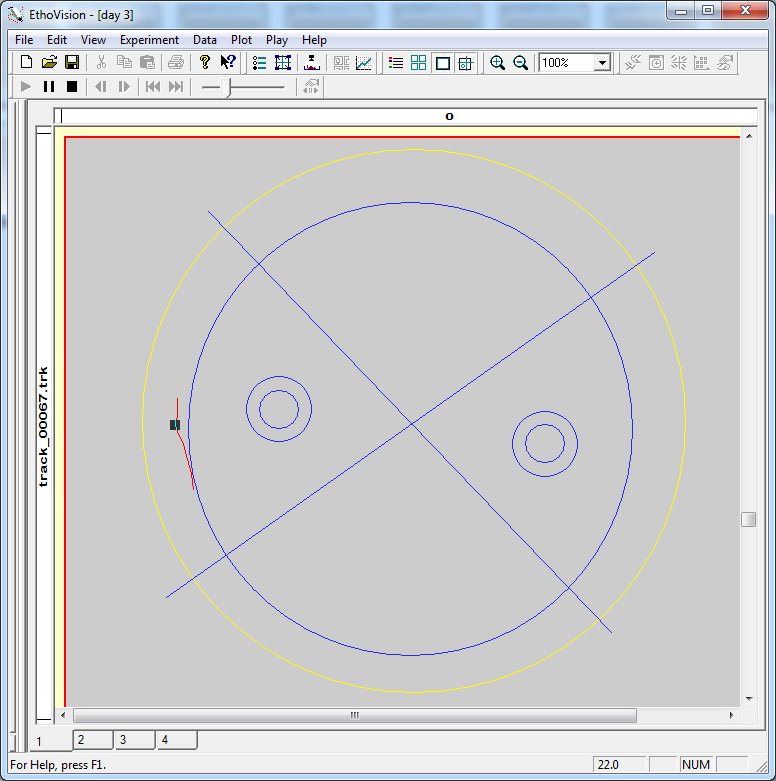 EthoVision - [day 3]
File Edit View Experiment Data Plot Play Help
100%
o
track_00067.trk
1 2 3 4
For Help, press F1. 22.0 NUM